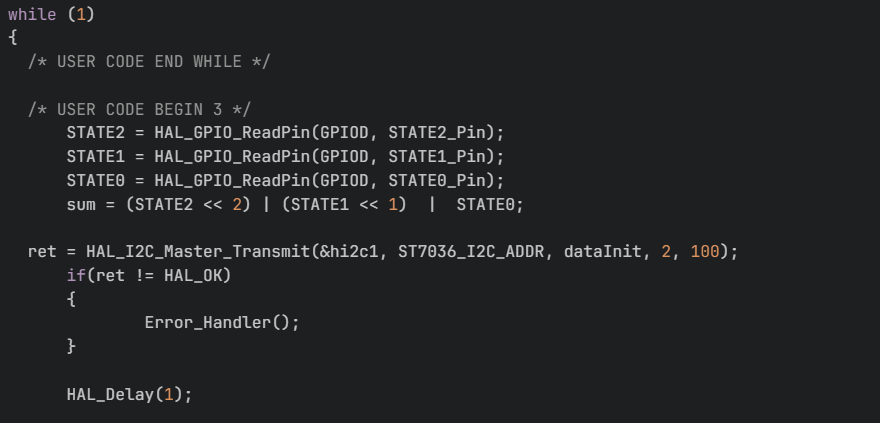 while (1)
{
/* USER CODE END WHILE */
/* USER CODE BEGIN 3 */
STATE2 = HAL_GPIO_ReadPin(GPIOD, STATE2_Pin);
STATE1 = HAL_GPIO_ReadPin(GPIOD, STATE1_Pin);
STATE0 = HAL_GPIO_ReadPin(GPIOD, STATE0_Pin);
sum = (STATE2 << 2) | (STATE1 << 1)  |  STATE0;
ret = HAL_I2C_Master_Transmit(&hi2c1, ST7036_I2C_ADDR, dataInit, 2, 100);
if(ret != HAL_OK)
{
Error_Handler();
}
HAL_Delay(1);